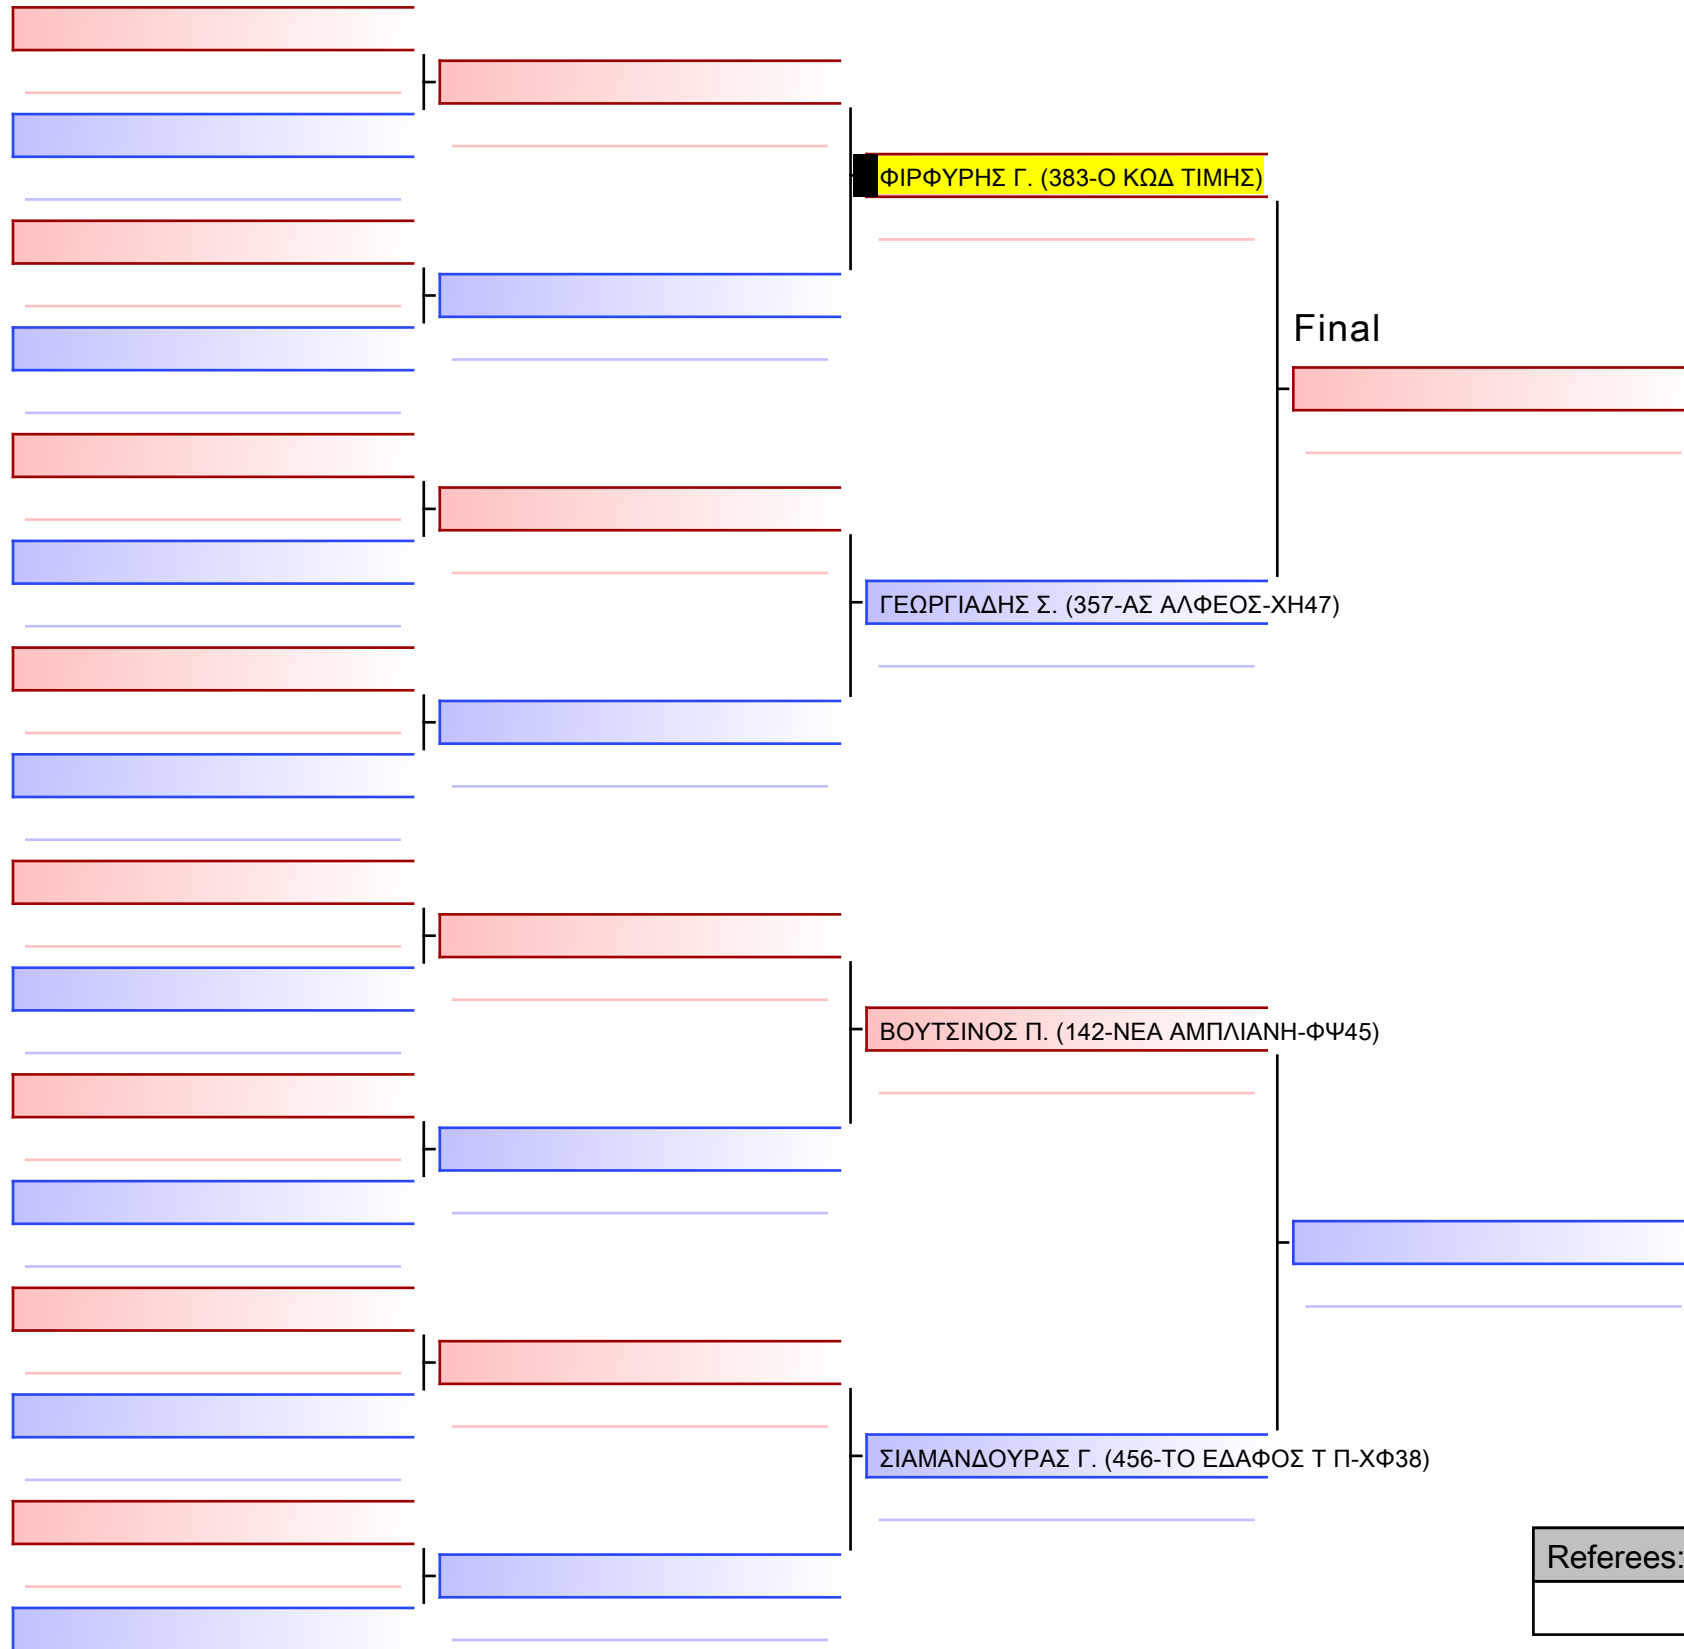 ΦΙΡΦΥΡΗΣ Γ. (383-Ο ΚΩΔ ΤΙΜΗΣ)
Final
ΓΕΩΡΓΙΑΔΗΣ Σ. (357-ΑΣ ΑΛΦΕΟΣ-ΧΗ47)
ΒΟΥΤΣΙΝΟΣ Π. (142-ΝΕΑ ΑΜΠΛΙΑΝΗ-ΦΨ45)
ΣΙΑΜΑΝΔΟΥΡΑΣ Γ. (456-ΤΟ ΕΔΑΦΟΣ Τ Π-ΧΦ38)
Referees: